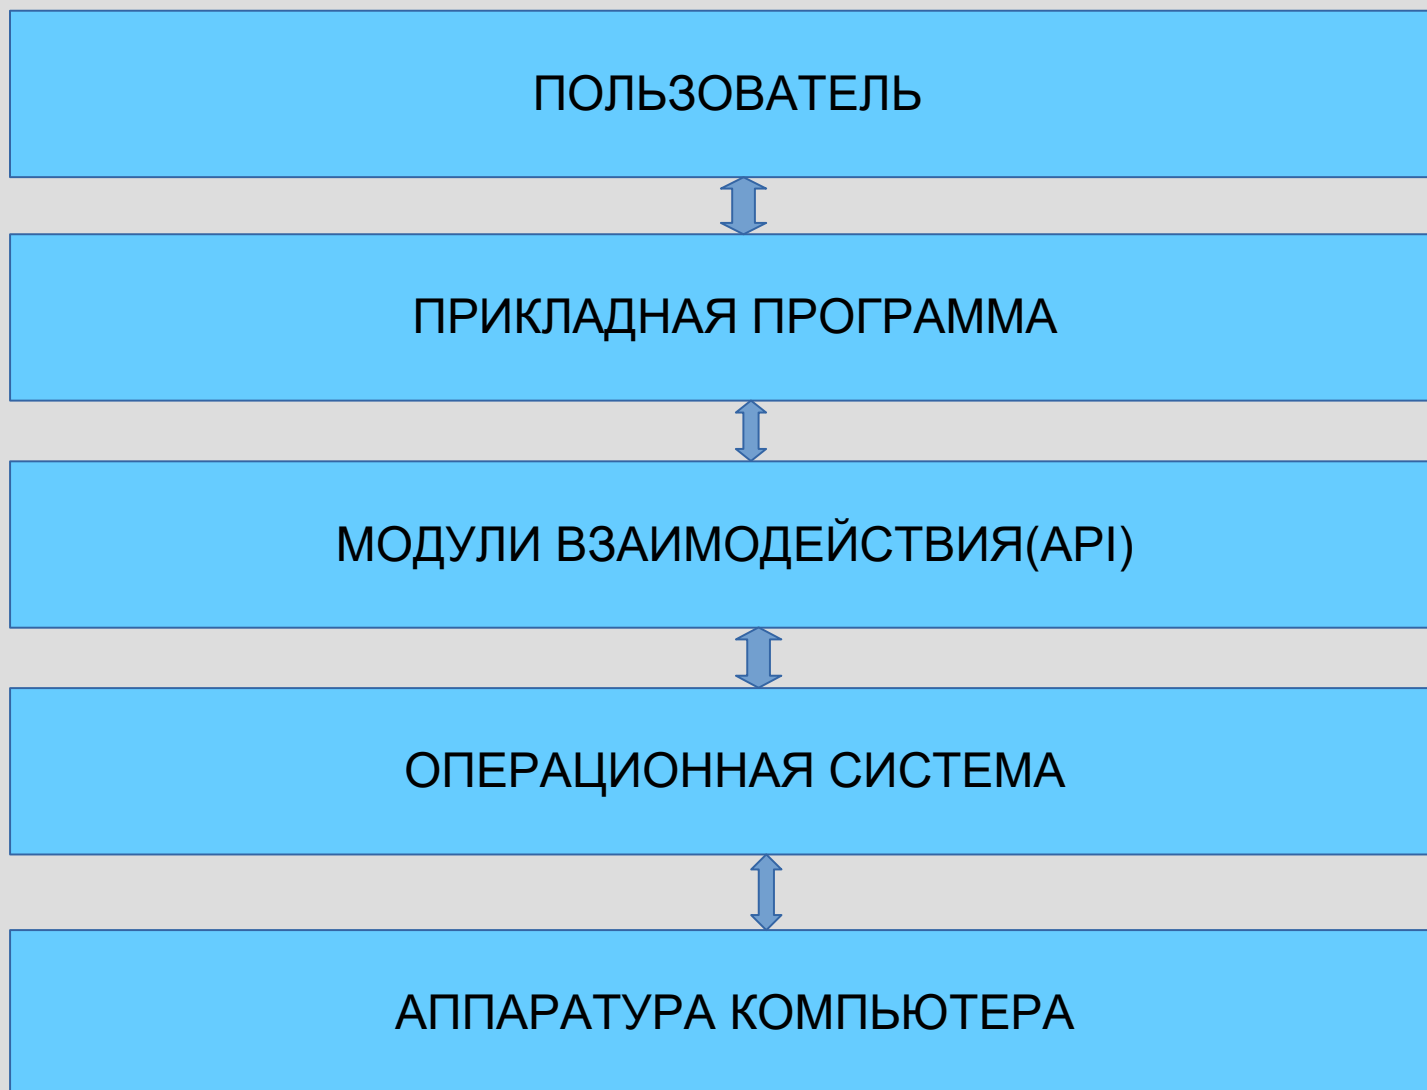 ПОЛЬЗОВАТЕЛЬ
ПРИКЛАДНАЯ ПРОГРАММА
МОДУЛИ ВЗАИМОДЕЙСТВИЯ(API)
ОПЕРАЦИОННАЯ СИСТЕМА
АППАРАТУРА КОМПЬЮТЕРА